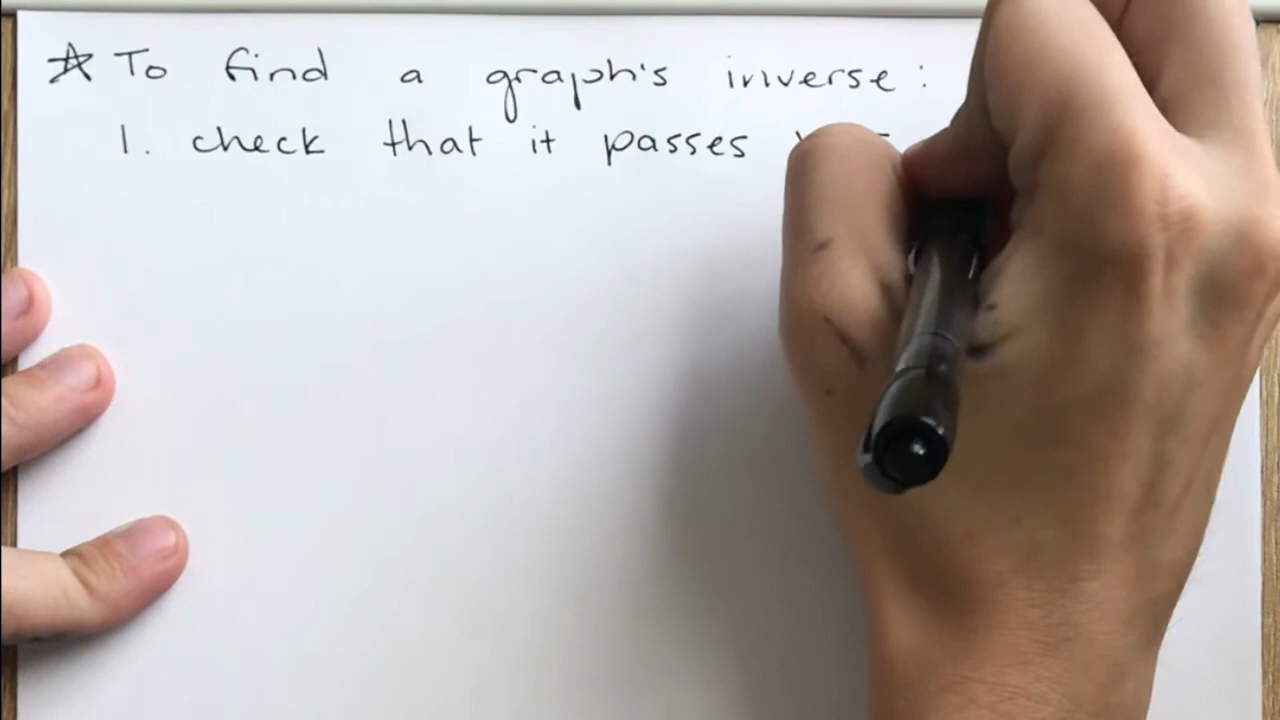 ☆ To find a graph's inverse :
1. check that it passes